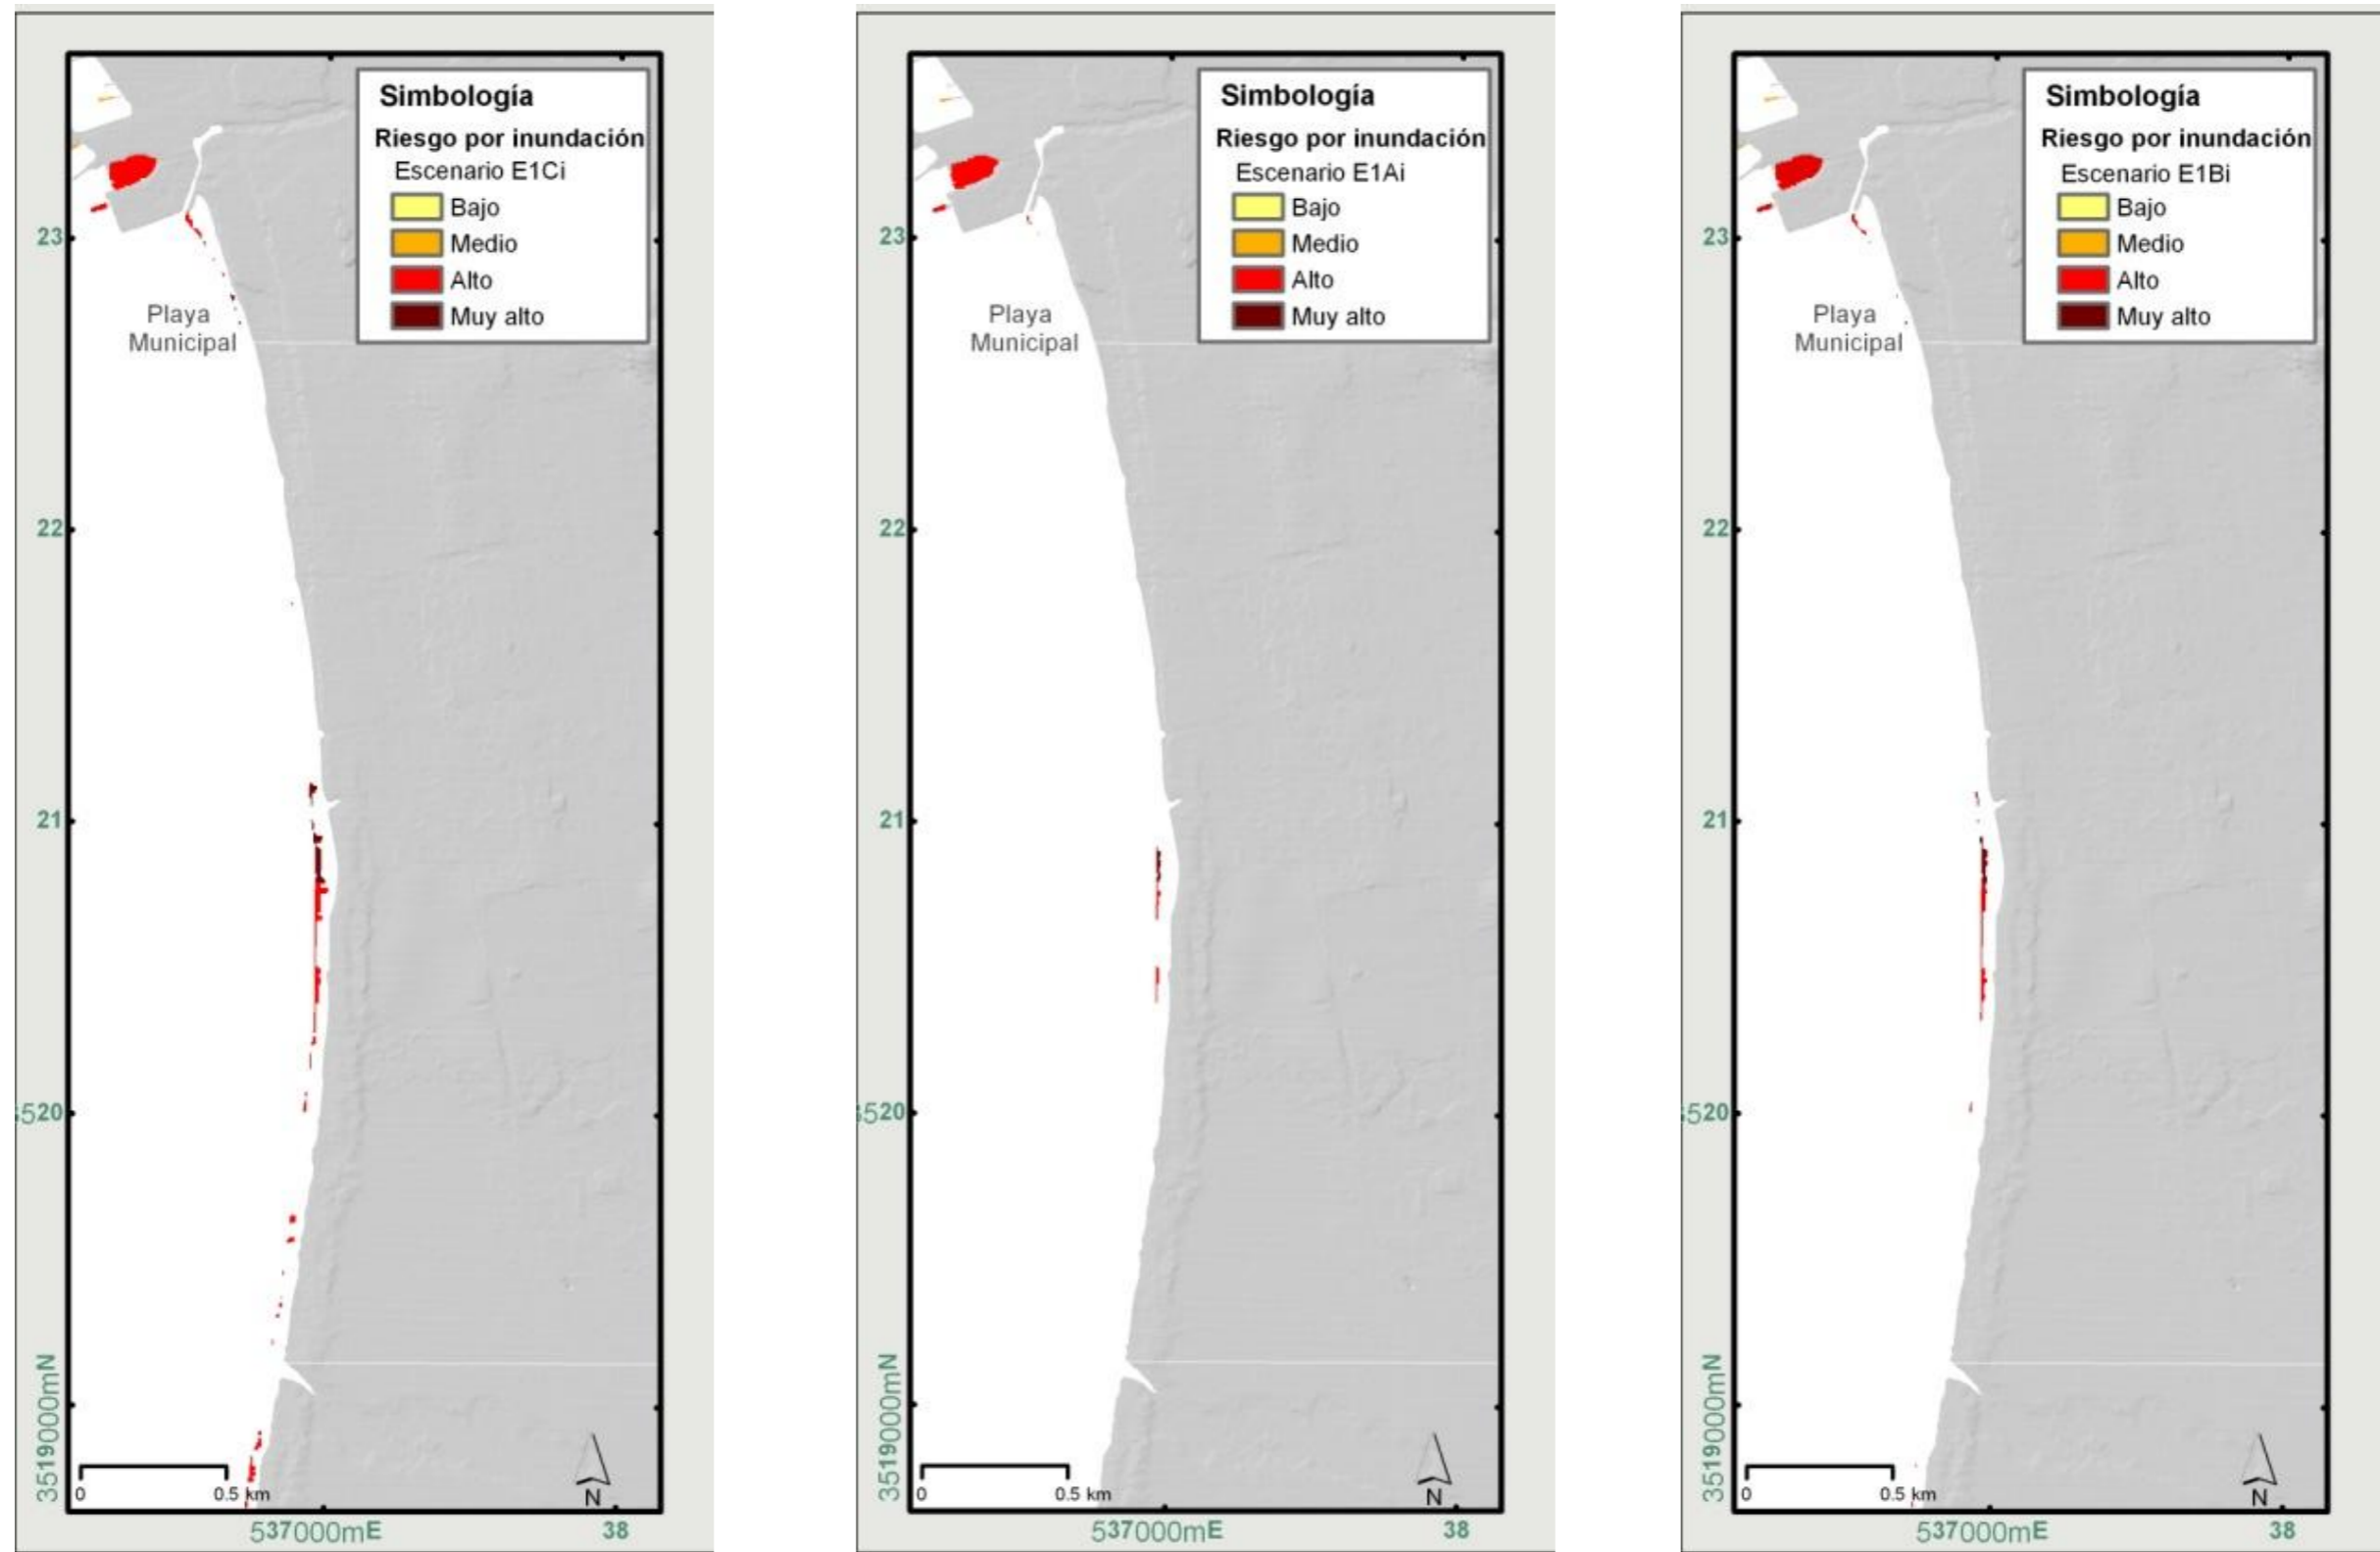 Simbología
Riesgo por inundación
Escenario E1Ci
Bajo
Medio
Alto
Muy alto
23
Playa
Municipal
22
21
520
3519000mN
0
0.5 km
N
537000mE
38
Simbología
Riesgo por inundación
Escenario E1Ai
Bajo
Medio
Alto
Muy alto
23
Playa
Municipal
22
21
520
3519000mN
0
0.5 km
N
537000mE
38
Simbología
Riesgo por inundación
Escenario E1Bi
Bajo
Medio
Alto
Muy alto
23
Playa
Municipal
22
21
520
3519000mN
0
0.5 km
N
537000mE
38